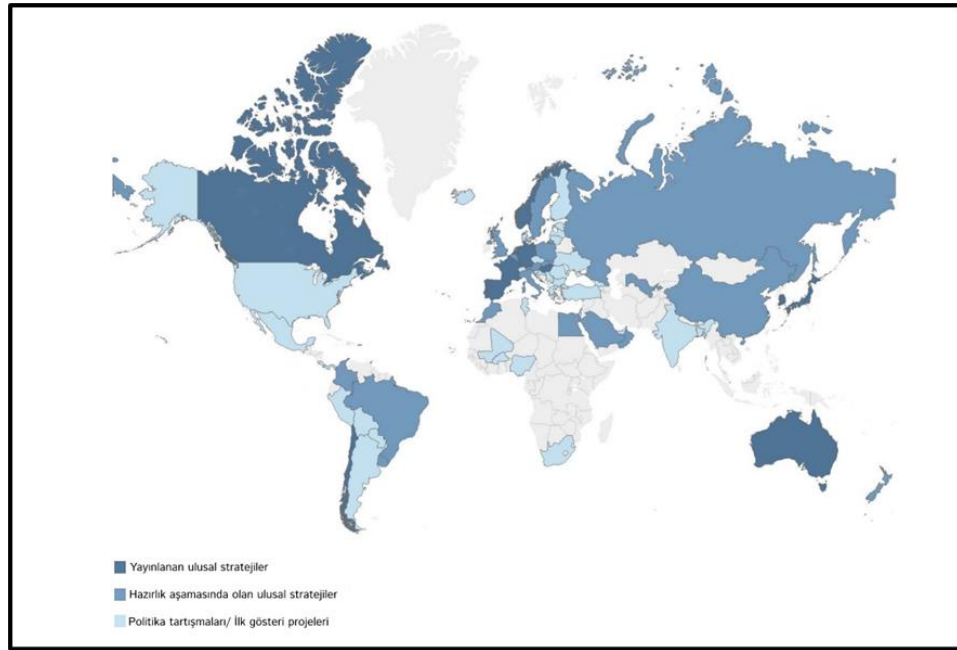 Yayınlanan ulusal stratejiler
Hazırlık aşamasında olan ulusal stratejiler
Politika tartışmaları/ İlk gösteri projeleri